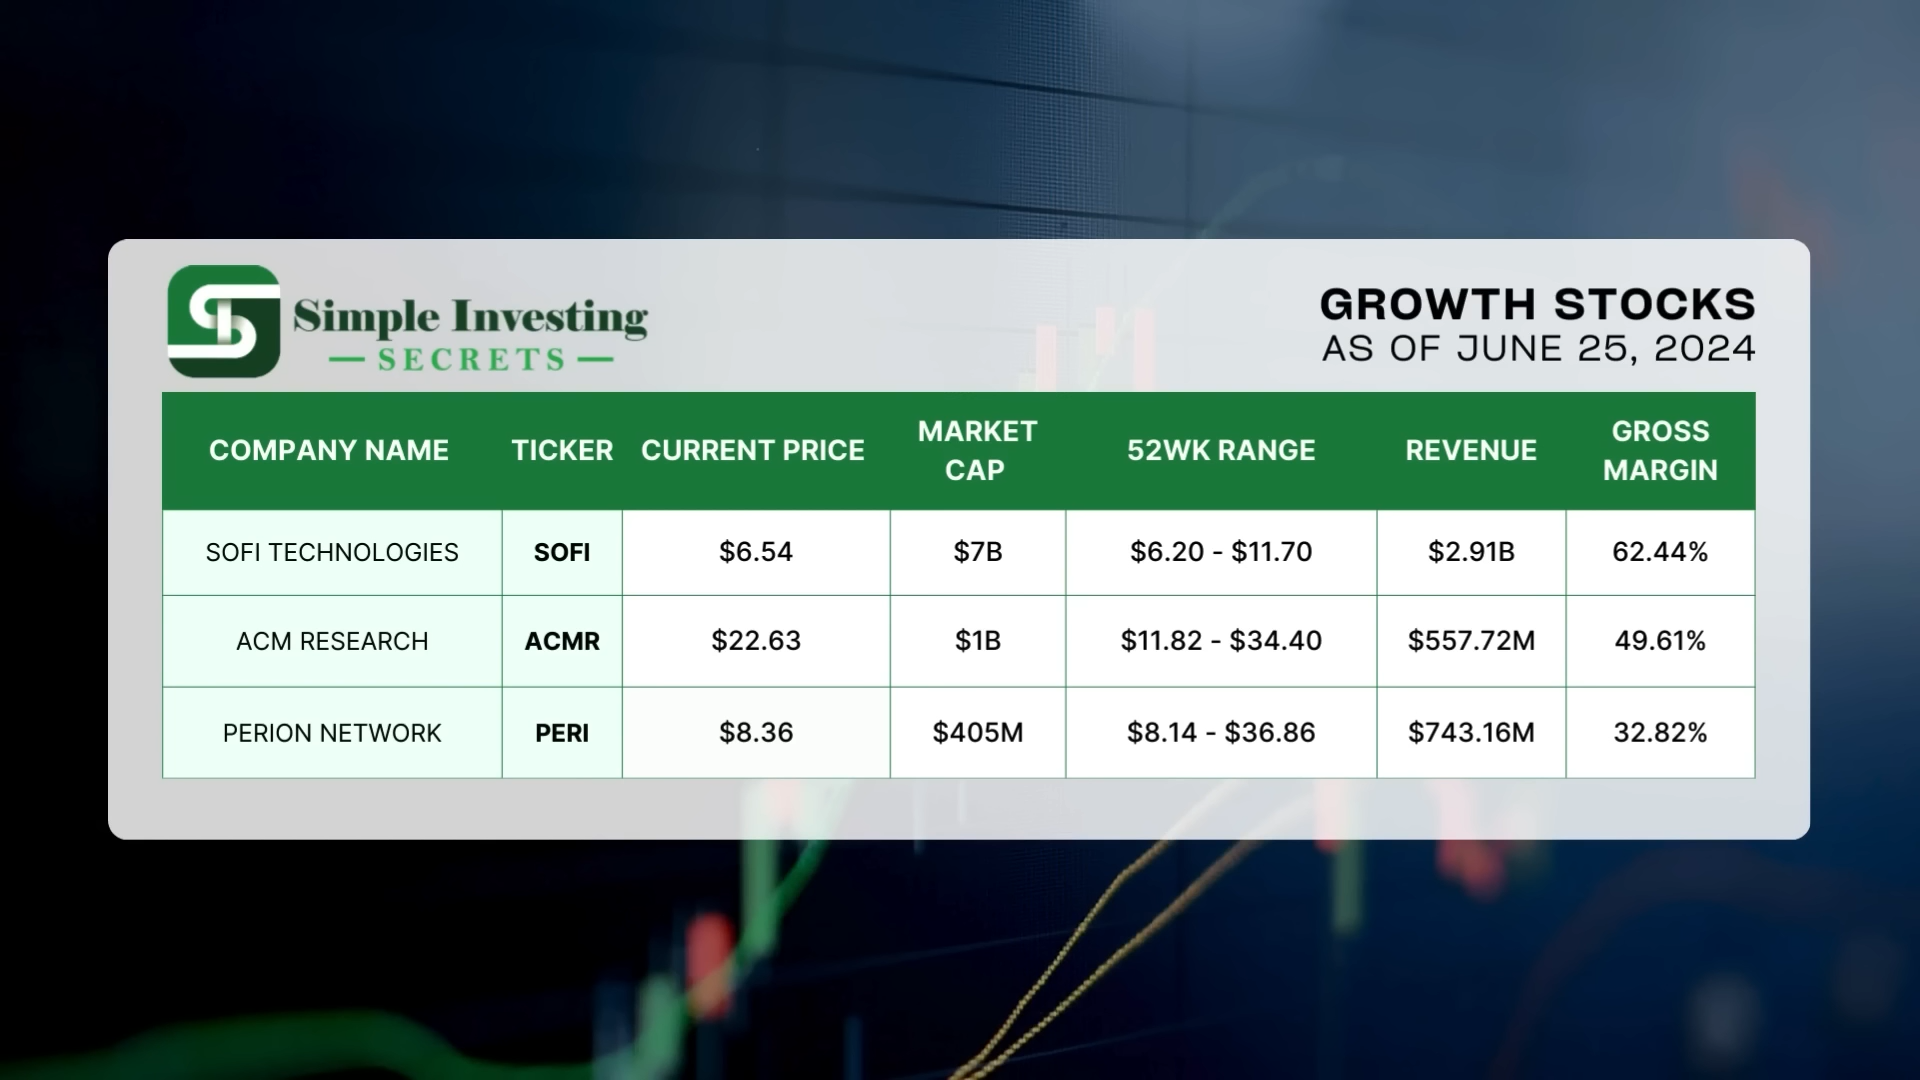 Simple Investing
SECRETS
GROWTH STOCKS
AS OF JUNE 25, 2024
COMPANY NAME TICKER CURRENT PRICE MARKET CAP 52WK RANGE REVENUE GROSS MARGIN
SOFI TECHNOLOGIES SOFI $6.54 $7B $6.20 - $11.70 $2.91B 62.44%
ACM RESEARCH ACMR $22.63 $1B $11.82 - $34.40 $557.72M 49.61%
PERION NETWORK PERI $8.36 $405M $8.14 - $36.86 $743.16M 32.82%